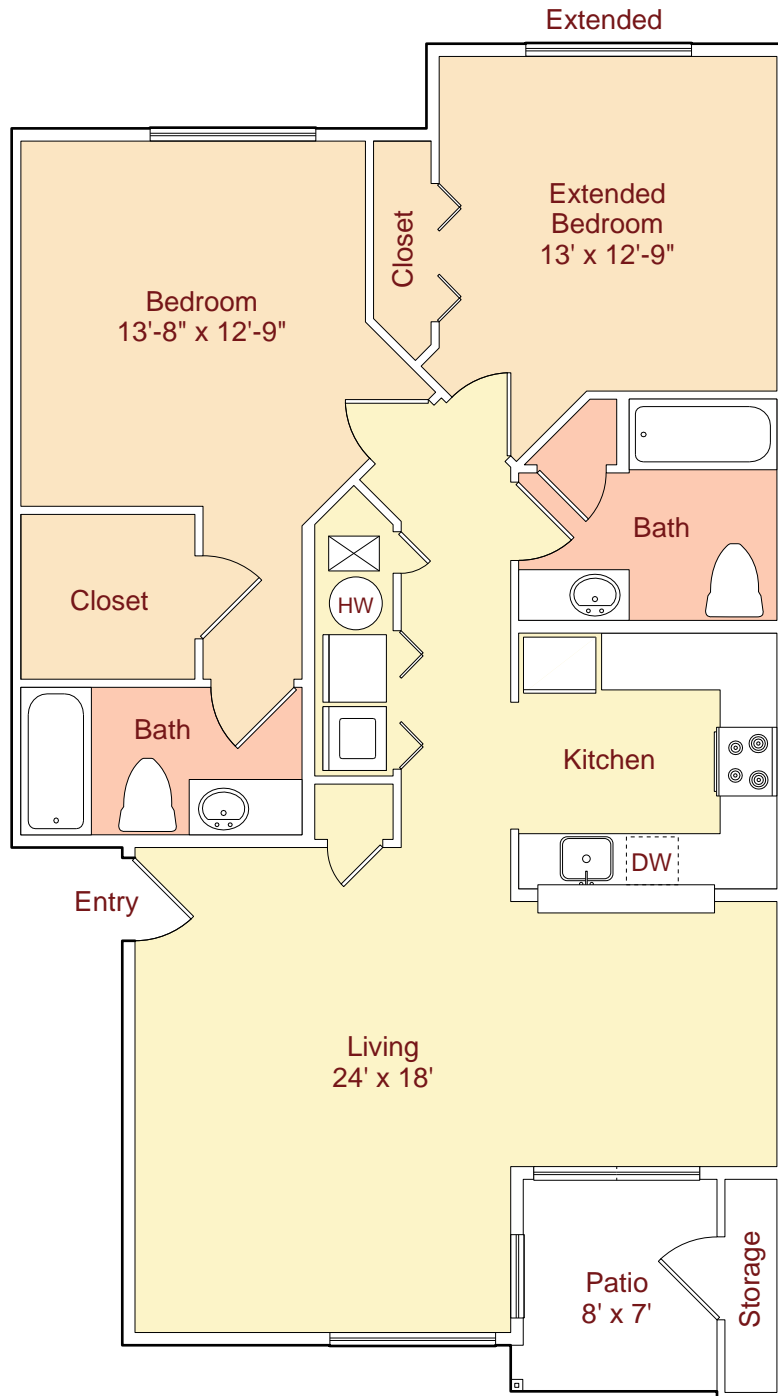 Extended
Extended
Bedroom
13' x 12'-9"
Closet
Bedroom
13'-8" x 12'-9"
Bath
Closet
HW
Bath
Kitchen
DW
Entry
Living
24' x 18'
Patio
8' x 7'
Storage